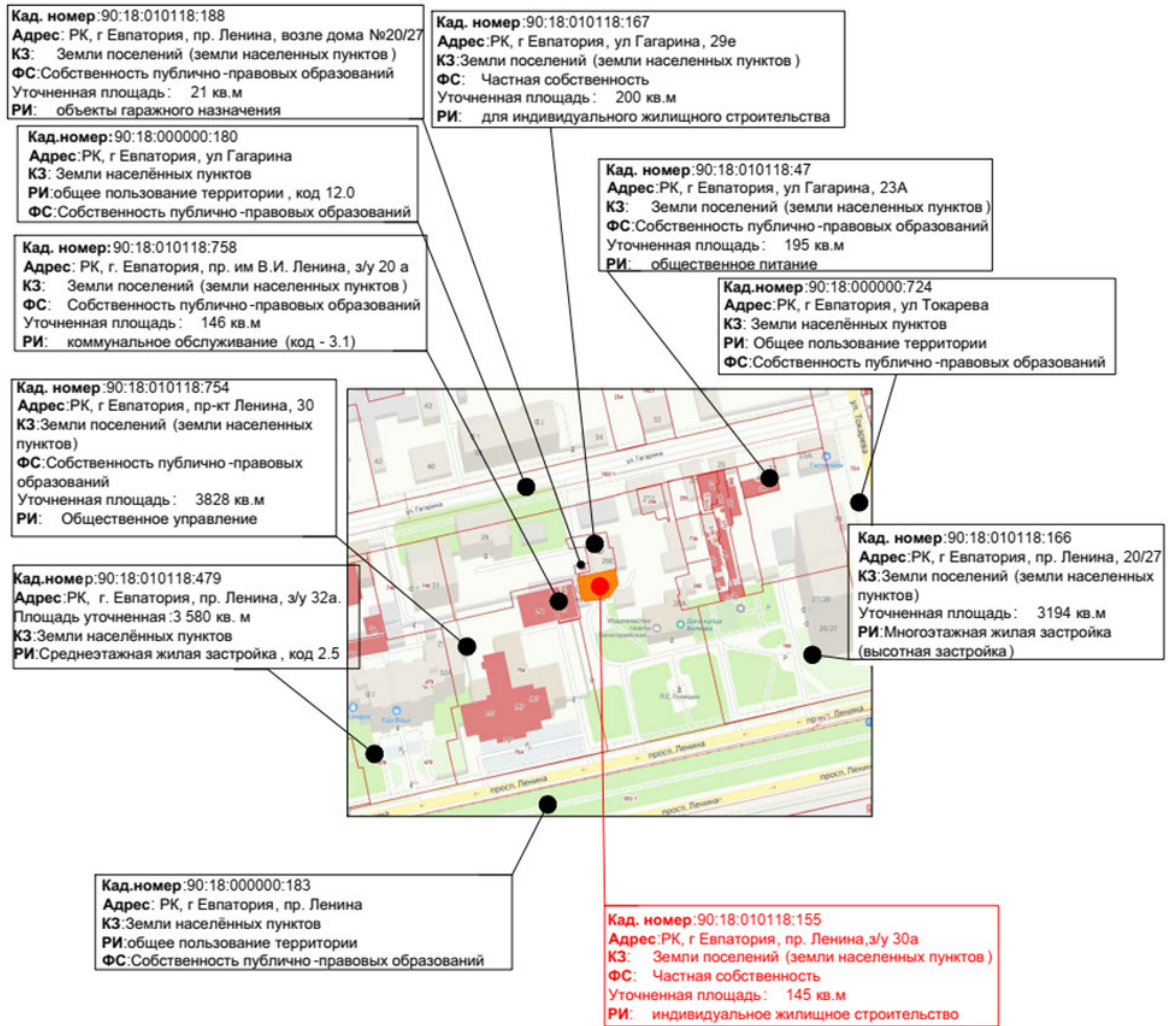 Кад. номер:90:18:010118:188
Адрес: РК, г Евпатория, пр. Ленина, возле дома №20/27
КЗ: Земли поселений (земли населенных пунктов)
ФС:Собственность публично-правовых образований
Уточненная площадь: 21 кв.м
РИ: объекты гаражного назначения
Кад. номер:90:18:010118:167
Адрес:РК, г Евпатория, ул Гагарина, 29е
КЗ:Земли поселений (земли населенных пунктов)
ФС: Частная собственность
Уточненная площадь: 200 кв.м
РИ: для индивидуального жилищного строительства
Кад.номер:90:18:000000:180
Адрес:РК, г Евпатория, ул Гагарина
КЗ: Земли населённых пунктов
РИ:общее пользование территории, код 12.0
ФС:Собственность публично-правовых образований
Кад. номер:90:18:010118:47
Адрес:РК, г Евпатория, ул Гагарина, 23А
КЗ: Земли поселений (земли населенных пунктов)
ФС:Собственность публично-правовых образований
Уточненная площадь: 195 кв.м
РИ: общественное питание
Кад. номер:90:18:010118:758
Адрес: РК, г. Евпатория, пр. им В.И. Ленина, з/у 20 а
КЗ: Земли поселений (земли населенных пунктов)
ФС: Собственность публично-правовых образований
Уточненная площадь: 146 кв.м
РИ: коммунальное обслуживание (код - 3.1)
Кад.номер:90:18:000000:724
Адрес:РК, г Евпатория, ул Токарева
КЗ: Земли населённых пунктов
РИ: Общее пользование территории
ФС:Собственность публично-правовых образований
Кад. номер:90:18:010118:754
Адрес:РК, г Евпатория, пр-кт Ленина, 30
КЗ:Земли поселений (земли населенных
пунктов)
ФС:Собственность публично-правовых
образований
Уточненная площадь: 3828 кв.м
РИ: Общественное управление
Кад. номер:90:18:010118:166
Адрес:РК, г Евпатория, пр. Ленина, 20/27
КЗ:Земли поселений (земли населенных
пунктов)
Уточненная площадь: 3194 кв.м
РИ:Многоэтажная жилая застройка
(высотная застройка)
Кад.номер:90:18:010118:479
Адрес:РК, г. Евпатория, пр. Ленина, з/у 32а.
Площадь уточненная:3 580 кв. м
КЗ:Земли населённых пунктов
РИ:Среднеэтажная жилая застройка, код 2.5
ул. Гагарина
ул. Токарева
Гастроном
ул. Гагарина
Издательство
газеты
Дача купца
Еда-Вода
просп. Ленина
просп. Ленина
просп. Ленина
Кад.номер:90:18:000000:183
Адрес: РК, г Евпатория, пр. Ленина
КЗ:Земли населённых пунктов
РИ:общее пользование территории
ФС:Собственность публично-правовых образований
Кад. номер:90:18:010118:155
Адрес:РК, г Евпатория, пр. Ленина,з/у 30а
КЗ: Земли поселений (земли населенных пунктов)
ФС: Частная собственность
Уточненная площадь: 145 кв.м
РИ: индивидуальное жилищное строительство